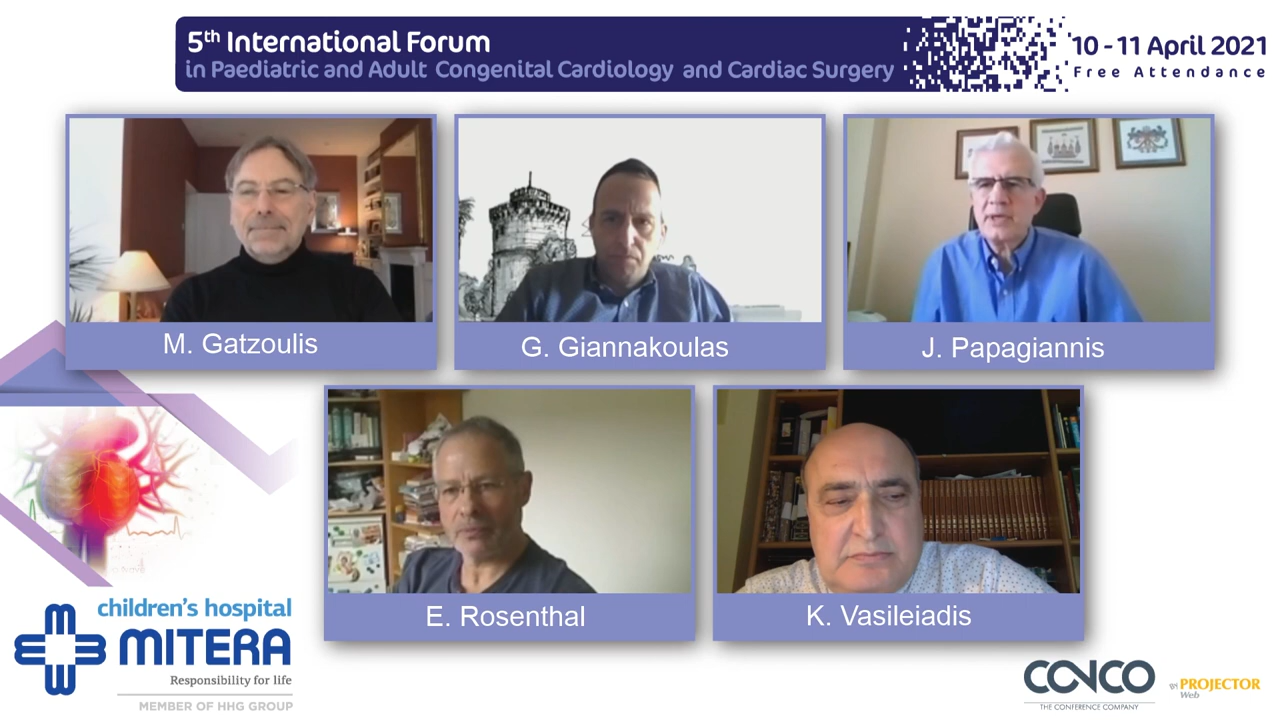 5th International Forum
in Paediatric and Adult Congenital Cardiology and Cardiac Surgery
10 - 11 April 2021
Free Attendance
M. Gatzoulis
G. Giannakoulas
J. Papagiannis
E. Rosenthal
K. Vasileiadis
children's hospital
MITERA
Responsibility for life
MEMBER OF HHG GROUP
CONCO
THE CONFERENCE COMPANY
BY PROJECTOR
Web